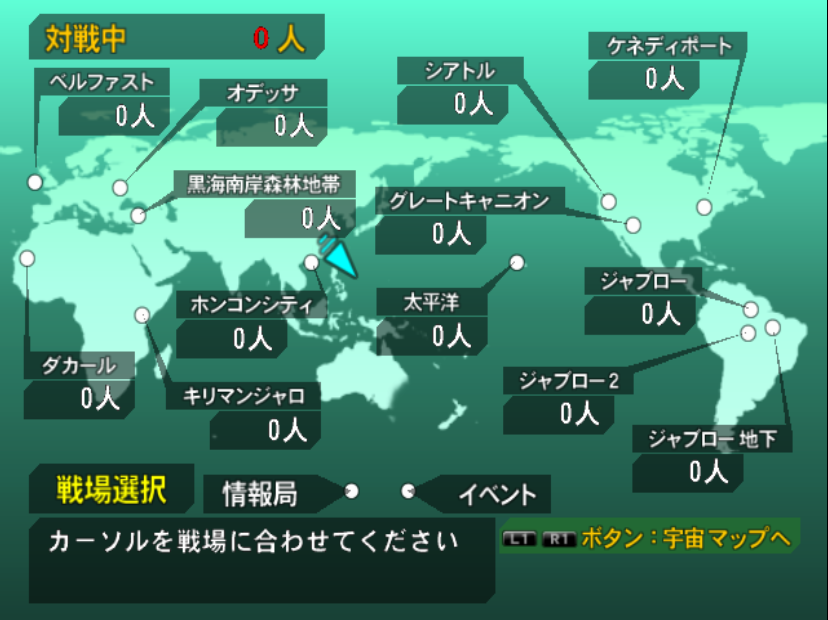 対戦中 0人
ベルファスト
0人
オデッサ
0人
シアトル
0人
ケネディポート
0人
黒海南岸森林地帯
0人
グレートキャニオン
0人
ホンコンシティ
0人
太平洋
0人
ジャブロー
0人
ダカール
0人
キリマンジャロ
0人
ジャブロー2
0人
ジャブロー地下
0人
戦場選択
情報局
イベント
カーソルを戦場に合わせてください
L1 R1 ボタン：宇宙マップへ